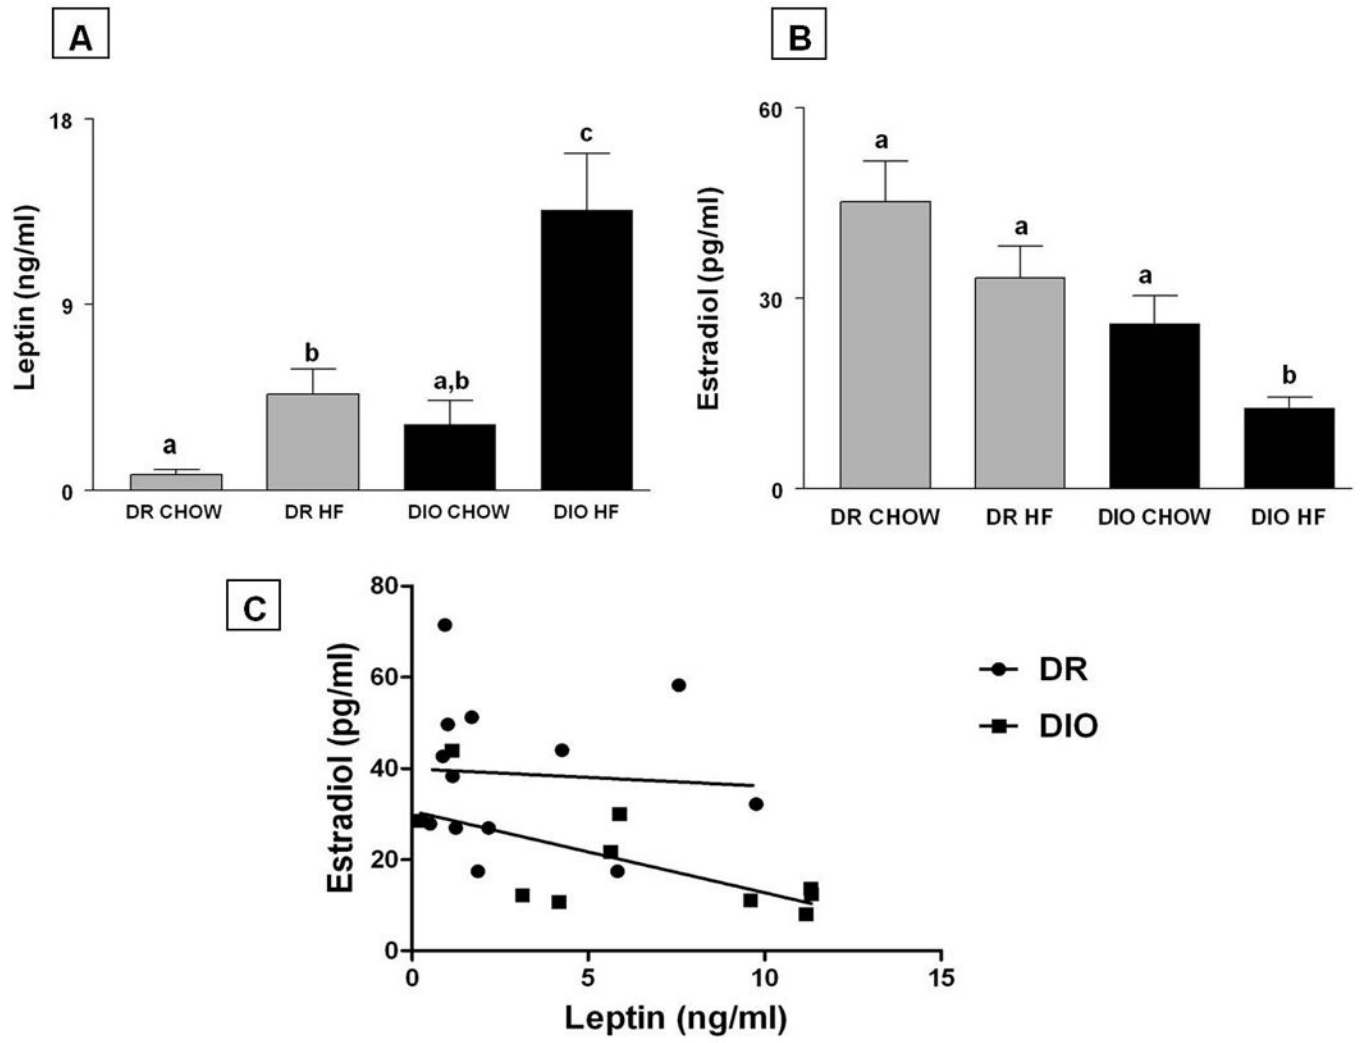 A
B
18
9
0
Leptin (ng/ml)
a
b
a,b
c
DR CHOW
DR HF
DIO CHOW
DIO HF
60
30
0
Estradiol (pg/ml)
a
a
a
b
DR CHOW
DR HF
DIO CHOW
DIO HF
C
80
60
40
20
0
Estradiol (pg/ml)
0
5
10
15
Leptin (ng/ml)
DR
DIO